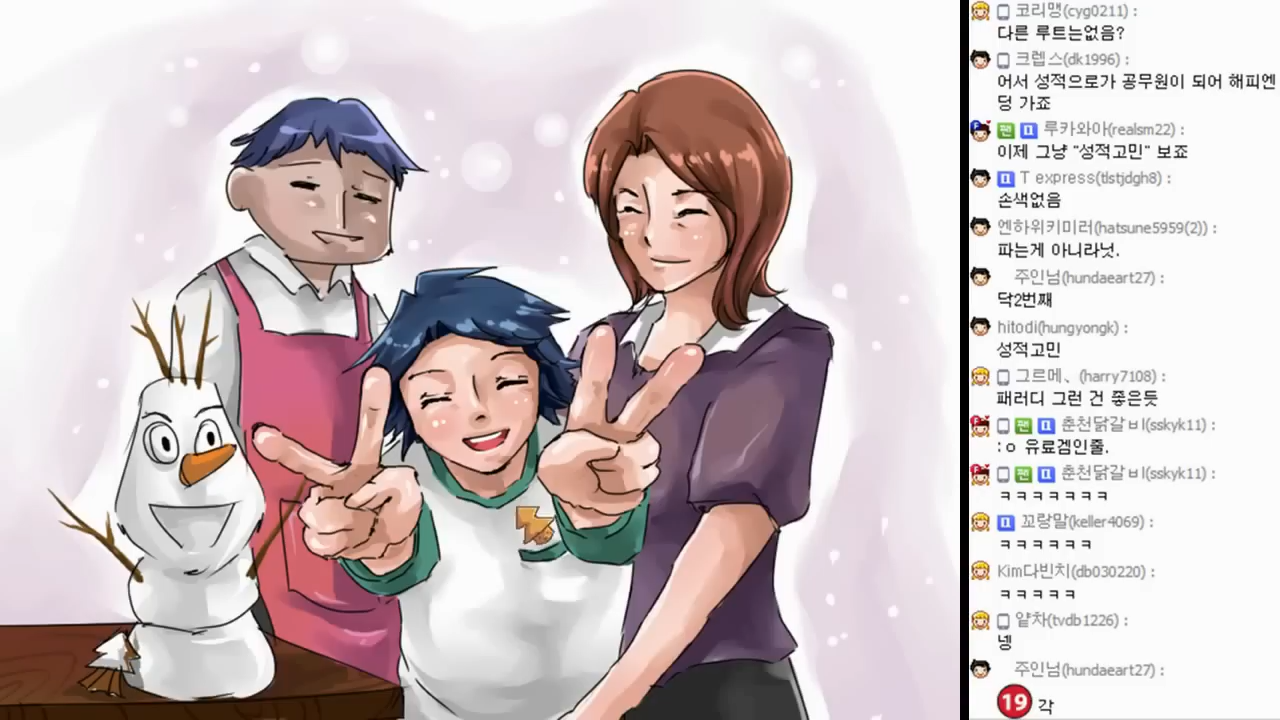 코리맹(cyg0211) :
다른 루트는없음?
크렙스(dk1996) :
어서 성적으로가 공무원이 되어 해피엔
딩 가죠
팬 루카와아(realsm22) :
이제 그냥 "성적고민" 보죠
T express(tlstjdgh8) :
손색없음
엔하위키미러(hatsune5959(2)) :
파는게 아니라넛.
주인님(hundaeart27) :
닥2번째
hitodi(hungyongk) :
성적고민
그르메、(harry7108) :
패러디 그런 건 좋은듯
팬 춘천닭갈ㅂㅣ(sskyk11) :
:ㅇ 유료겜인줄.
팬 춘천닭갈ㅂㅣ(sskyk11) :
ㅋㅋㅋㅋㅋㅋㅋ
꼬랑말(keller4069) :
ㅋㅋㅋㅋㅋㅋ
Kim다빈치(db030220) :
ㅋㅋㅋㅋㅋ
얕차(tvdb1226) :
넹
주인님(hundaeart27) :
19 각